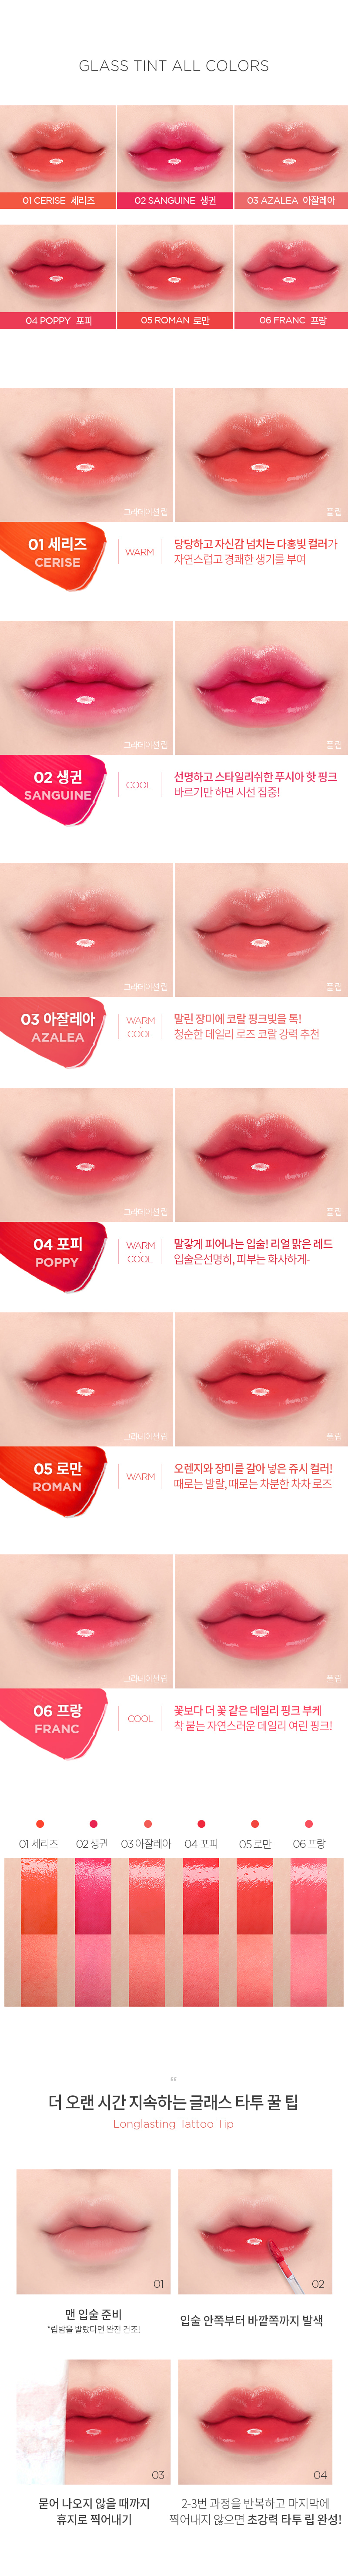 GLASS TINT ALL COLORS
01 CERISE 세리즈
02 SANGUINE 생귄
03 AZALEA 아잘레아
04 POPPY 포피
05 ROMAN 로만
06 FRANC 프랑
그라데이션 립
풀 립
01 세리즈
CERISE
WARM
당당하고 자신감 넘치는 다홍빛 컬러가
자연스럽고 경쾌한 생기를 부여
그라데이션 립
풀 립
02 생귄
SANGUINE
COOL
선명하고 스타일리쉬한 푸시아 핫 핑크
바르기만 하면 시선 집중!
그라데이션 립
풀 립
03 아잘레아
AZALEA
WARM
COOL
말린 장미에 코랄 핑크빛을 톡!
청순한 데일리 로즈 코랄 강력 추천
그라데이션 립
풀 립
04 포피
POPPY
WARM
COOL
말갛게 피어나는 입술! 리얼 맑은 레드
입술은선명히, 피부는 화사하게-
그라데이션 립
풀 립
05 로만
ROMAN
WARM
오렌지와 장미를 갈아 넣은 쥬시 컬러!
때로는 발랄, 때로는 차분한 차차 로즈
그라데이션 립
풀 립
06 프랑
FRANC
COOL
꽃보다 더 꽃 같은 데일리 핑크 부케
착 붙는 자연스러운 데일리 여린 핑크!
01 세리즈
02 생귄
03 아잘레아
04 포피
05 로만
06 프랑
“
더 오랜 시간 지속하는 글래스 타투 꿀 팁
Longlasting Tattoo Tip
01
02
맨 입술 준비
*립밤을 발랐다면 완전 건조!
입술 안쪽부터 바깥쪽까지 발색
03
04
묻어 나오지 않을 때까지
휴지로 찍어내기
2-3번 과정을 반복하고 마지막에
찍어내지 않으면 초강력 타투 립 완성!